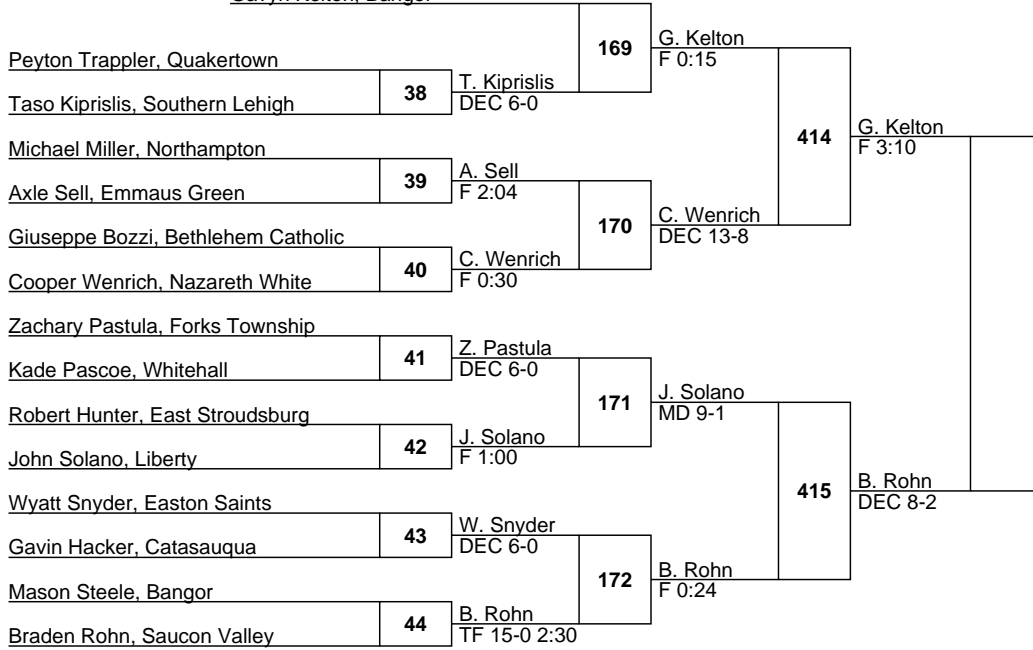 169
G. Kelton
F 0:15
Peyton Trappler, Quakertown
38
T. Kiprislis
DEC 6-0
Taso Kiprislis, Southern Lehigh
414
G. Kelton
F 3:10
Michael Miller, Northampton
39
A. Sell
F 2:04
Axle Sell, Emmaus Green
170
C. Wenrich
DEC 13-8
Giuseppe Bozzi, Bethlehem Catholic
40
C. Wenrich
F 0:30
Cooper Wenrich, Nazareth White
Zachary Pastula, Forks Township
41
Z. Pastula
DEC 6-0
Kade Pascoe, Whitehall
171
J. Solano
MD 9-1
Robert Hunter, East Stroudsburg
42
J. Solano
F 1:00
John Solano, Liberty
415
B. Rohn
DEC 8-2
Wyatt Snyder, Easton Saints
43
W. Snyder
DEC 6-0
Gavin Hacker, Catasauqua
172
B. Rohn
F 0:24
Mason Steele, Bangor
44
B. Rohn
TF 15-0 2:30
Braden Rohn, Saucon Valley